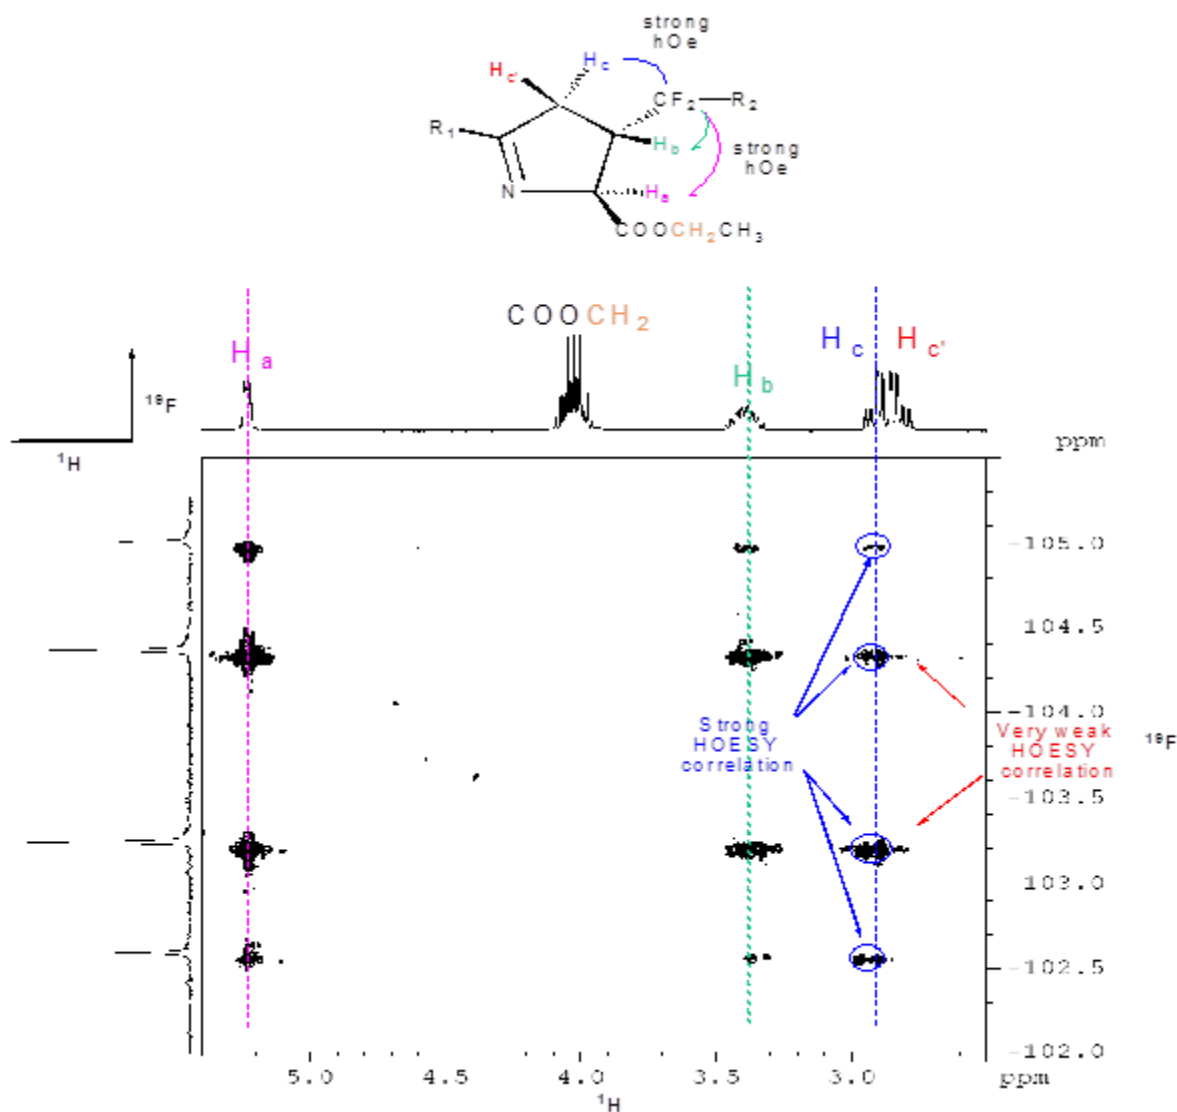 strong
hOe
Hc' Hc
CF2—R2
R1
Hb
strong
hOe
N
Ha
COOCH2CH3
COOCH2
Ha
Hb
Hc Hc'
19F
1H
ppm
-105.0
104.5
-104.0
-103.5
103.0
-102.5
-102.0
Strong
HOESY
correlation
Very weak
HOESY
correlation
19F
5.0 4.5 4.0 3.5 3.0 ppm
1H